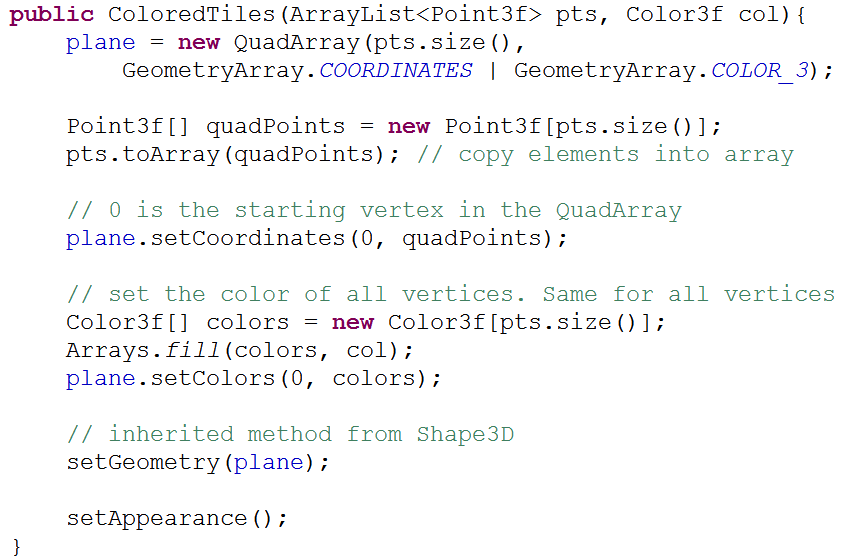 public ColoredTiles(ArrayList<Point3f> pts, Color3f col){
    plane = new QuadArray(pts.size(),
        GeometryArray.COORDINATES | GeometryArray.COLOR_3);

    Point3f[] quadPoints = new Point3f[pts.size()];
    pts.toArray(quadPoints); // copy elements into array

    // 0 is the starting vertex in the QuadArray
    plane.setCoordinates(0, quadPoints);

    // set the color of all vertices. Same for all vertices
    Color3f[] colors = new Color3f[pts.size()];
    Arrays.fill(colors, col);
    plane.setColors(0, colors);

    // inherited method from Shape3D
    setGeometry(plane);

    setAppearance();
}